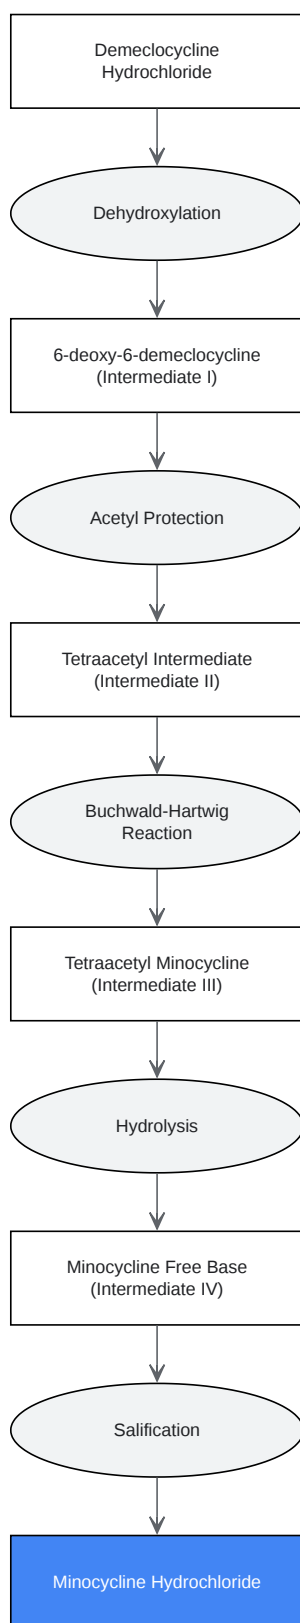 Demeclocycline
Hydrochloride
Dehydroxylation
6-deoxy-6-demeclocycline
(Intermediate I)
Acetyl Protection
Tetraacetyl Intermediate
(Intermediate II)
Buchwald-Hartwig
Reaction
Tetraacetyl Minocycline
(Intermediate III)
Hydrolysis
Minocycline Free Base
(Intermediate IV)
Salification
Minocycline Hydrochloride